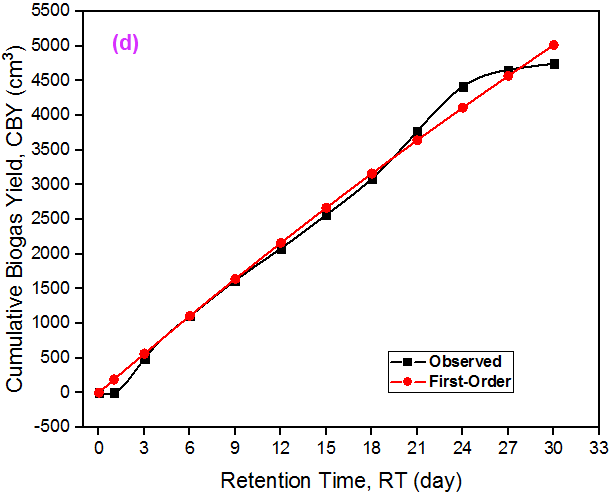 (d)
Cumulative Biogas Yield, CBY (cm³)
5500
5000
4500
4000
3500
3000
2500
2000
1500
1000
500
0
-500
Observed
First-Order
0 3 6 9 12 15 18 21 24 27 30 33
Retention Time, RT (day)